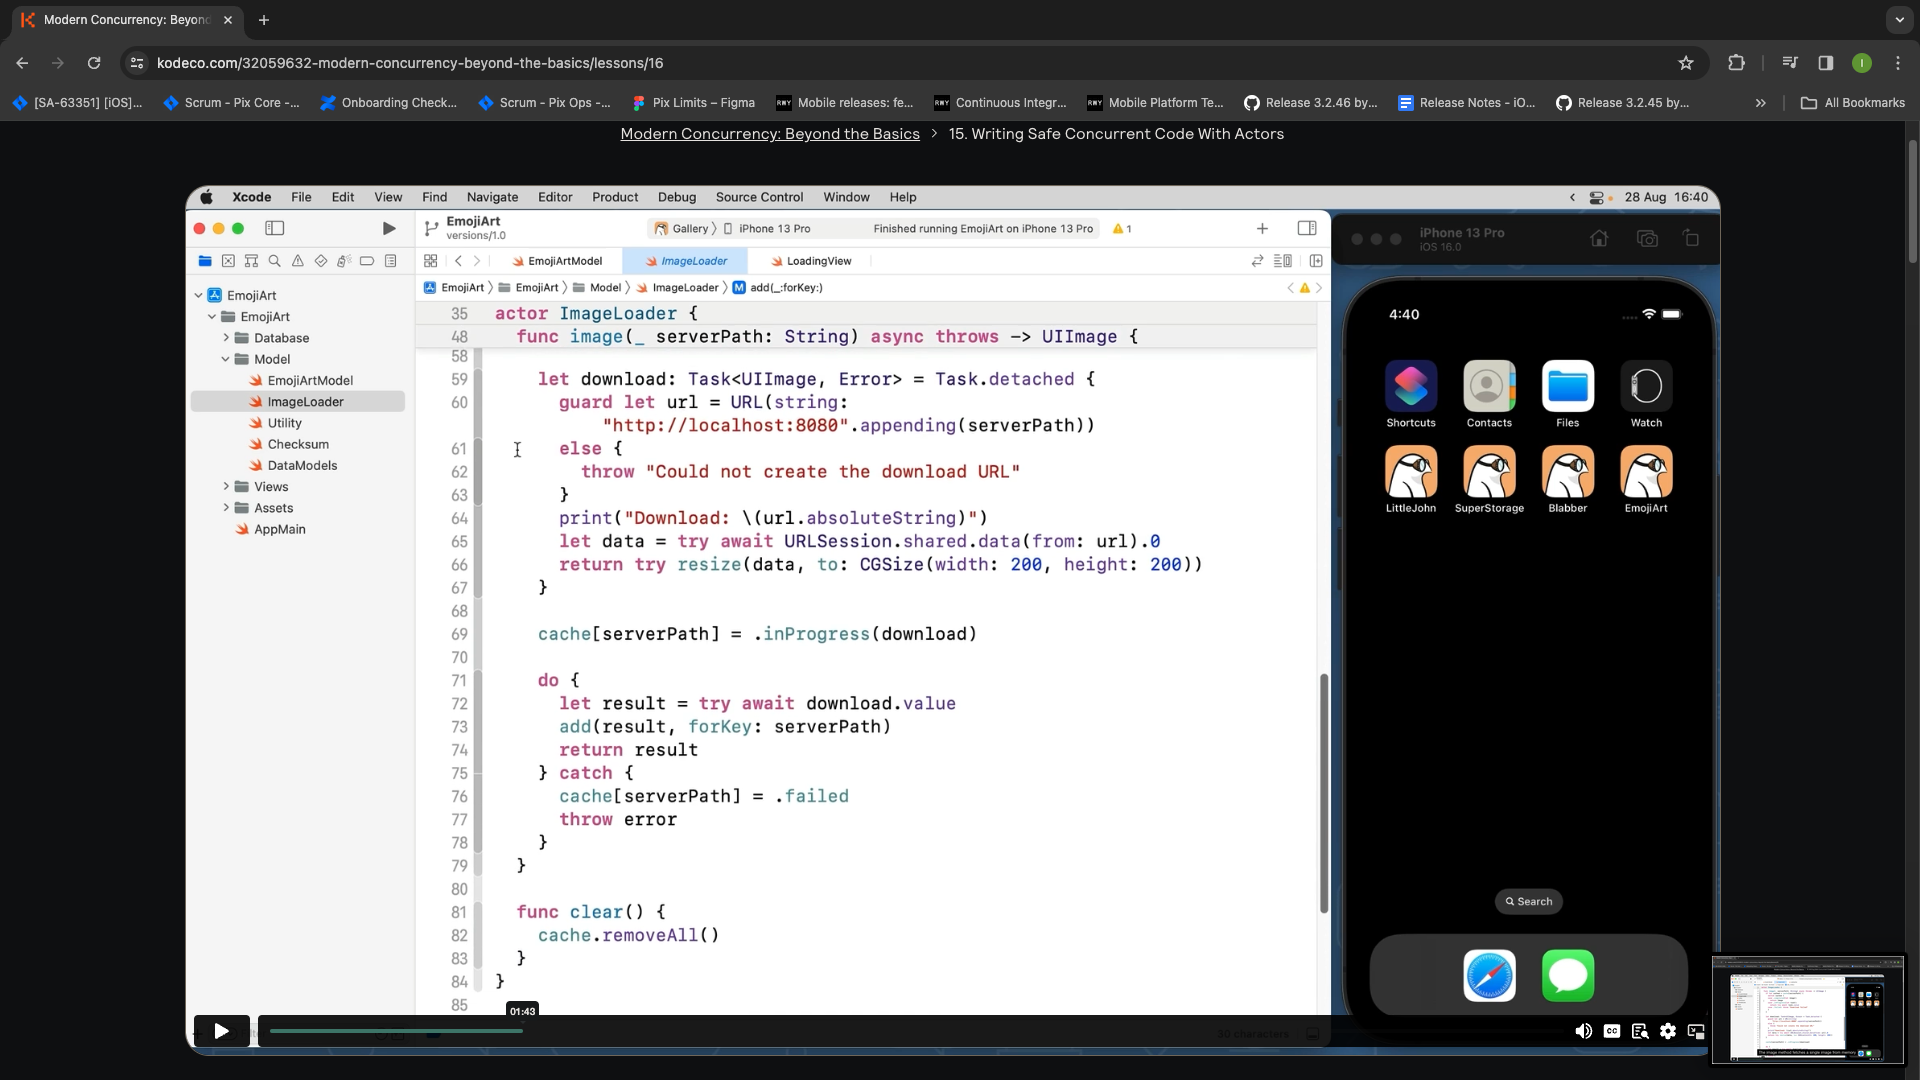 Modern Concurrency: Beyond
kodeco.com/32059632-modern-concurrency-beyond-the-basics/lessons/16
[SA-63351] [iOS]...
Scrum - Pix Core -...
Onboarding Check...
Scrum - Pix Ops -...
Pix Limits – Figma
Mobile releases: fe...
Continuous Integr...
Mobile Platform Te...
Release 3.2.46 by...
Release Notes - iO...
Release 3.2.45 by...
All Bookmarks
Modern Concurrency: Beyond the Basics > 15. Writing Safe Concurrent Code With Actors
Xcode File Edit View Find Navigate Editor Product Debug Source Control Window Help
28 Aug 16:40
EmojiArt
versions/1.0
Gallery
iPhone 13 Pro
Finished running EmojiArt on iPhone 13 Pro
1
EmojiArtModel
ImageLoader
LoadingView
EmojiArt
EmojiArt
Model
ImageLoader
M add(_:forKey:)
EmojiArt
EmojiArt
Database
Model
EmojiArtModel
ImageLoader
Utility
Checksum
DataModels
Views
Assets
AppMain
35 actor ImageLoader {
48 func image(_ serverPath: String) async throws -> UIImage {
58
59 let download: Task<UIImage, Error> = Task.detached {
60 guard let url = URL(string:
"http://localhost:8080".appending(serverPath))
61 else {
62 throw "Could not create the download URL"
63 }
64 print("Download: \(url.absoluteString)")
65 let data = try await URLSession.shared.data(from: url).0
66 return try resize(data, to: CGSize(width: 200, height: 200))
67 }
68
69 cache[serverPath] = .inProgress(download)
70
71 do {
72 let result = try await download.value
73 add(result, forKey: serverPath)
74 return result
75 } catch {
76 cache[serverPath] = .failed
77 throw error
78 }
79 }
80
81 func clear() {
82 cache.removeAll()
83 }
84 }
85
01:43
30 characters
iPhone 13 Pro
iOS 16.0
4:40
Shortcuts
Contacts
Files
Watch
LittleJohn
SuperStorage
Blabber
EmojiArt
Search
CC